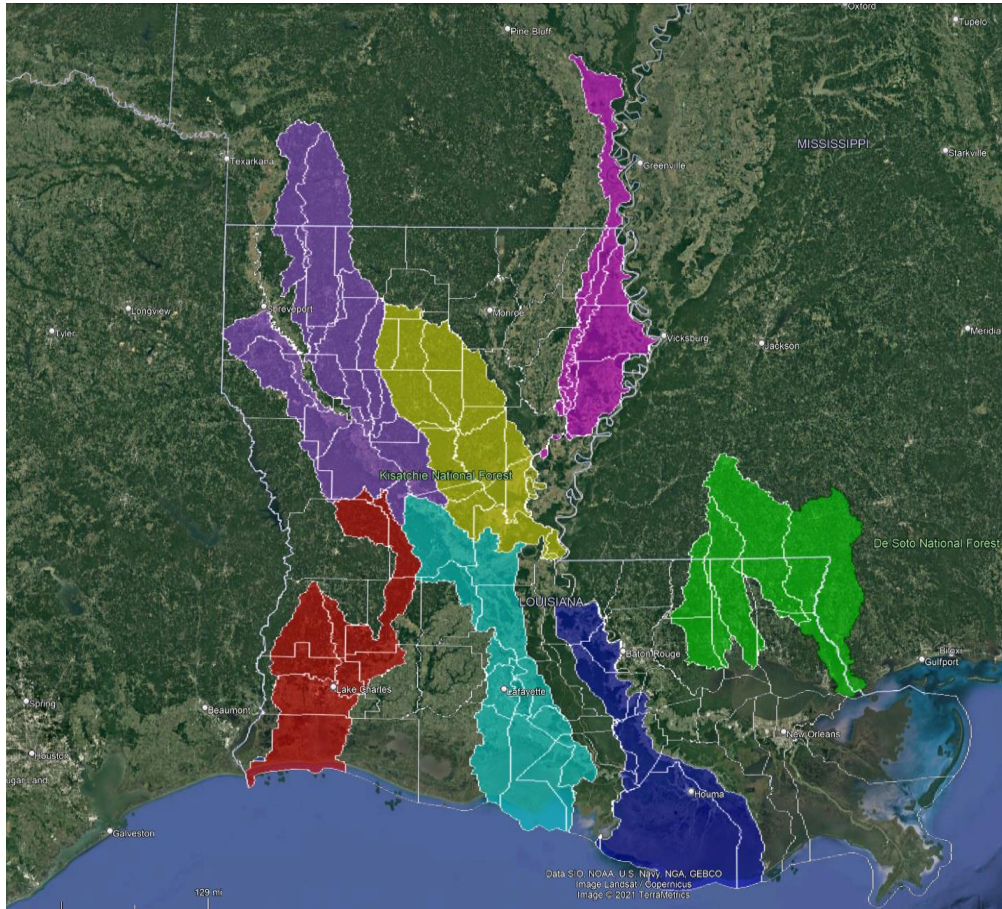 Oxford
Tupelo
Pine Bluff
MISSISSIPPI
Starkville
Texarkana
Greenville
Longview
Shreveport
Monroe
Tyler
Vicksburg
Jackson
Meridia
Kisatchie National Forest
De Soto National Forest
LOUISIANA
Baton Rouge
Biloxi
Gulfport
Lake Charles
Lafayette
Spring
Beaumont
New Orleans
Houston
ugar Land
Houma
Galveston
Data SIO, NOAA, U.S. Navy, NGA, GEBCO
Image Landsat / Copernicus
Image © 2021 TerraMetrics
129 mi